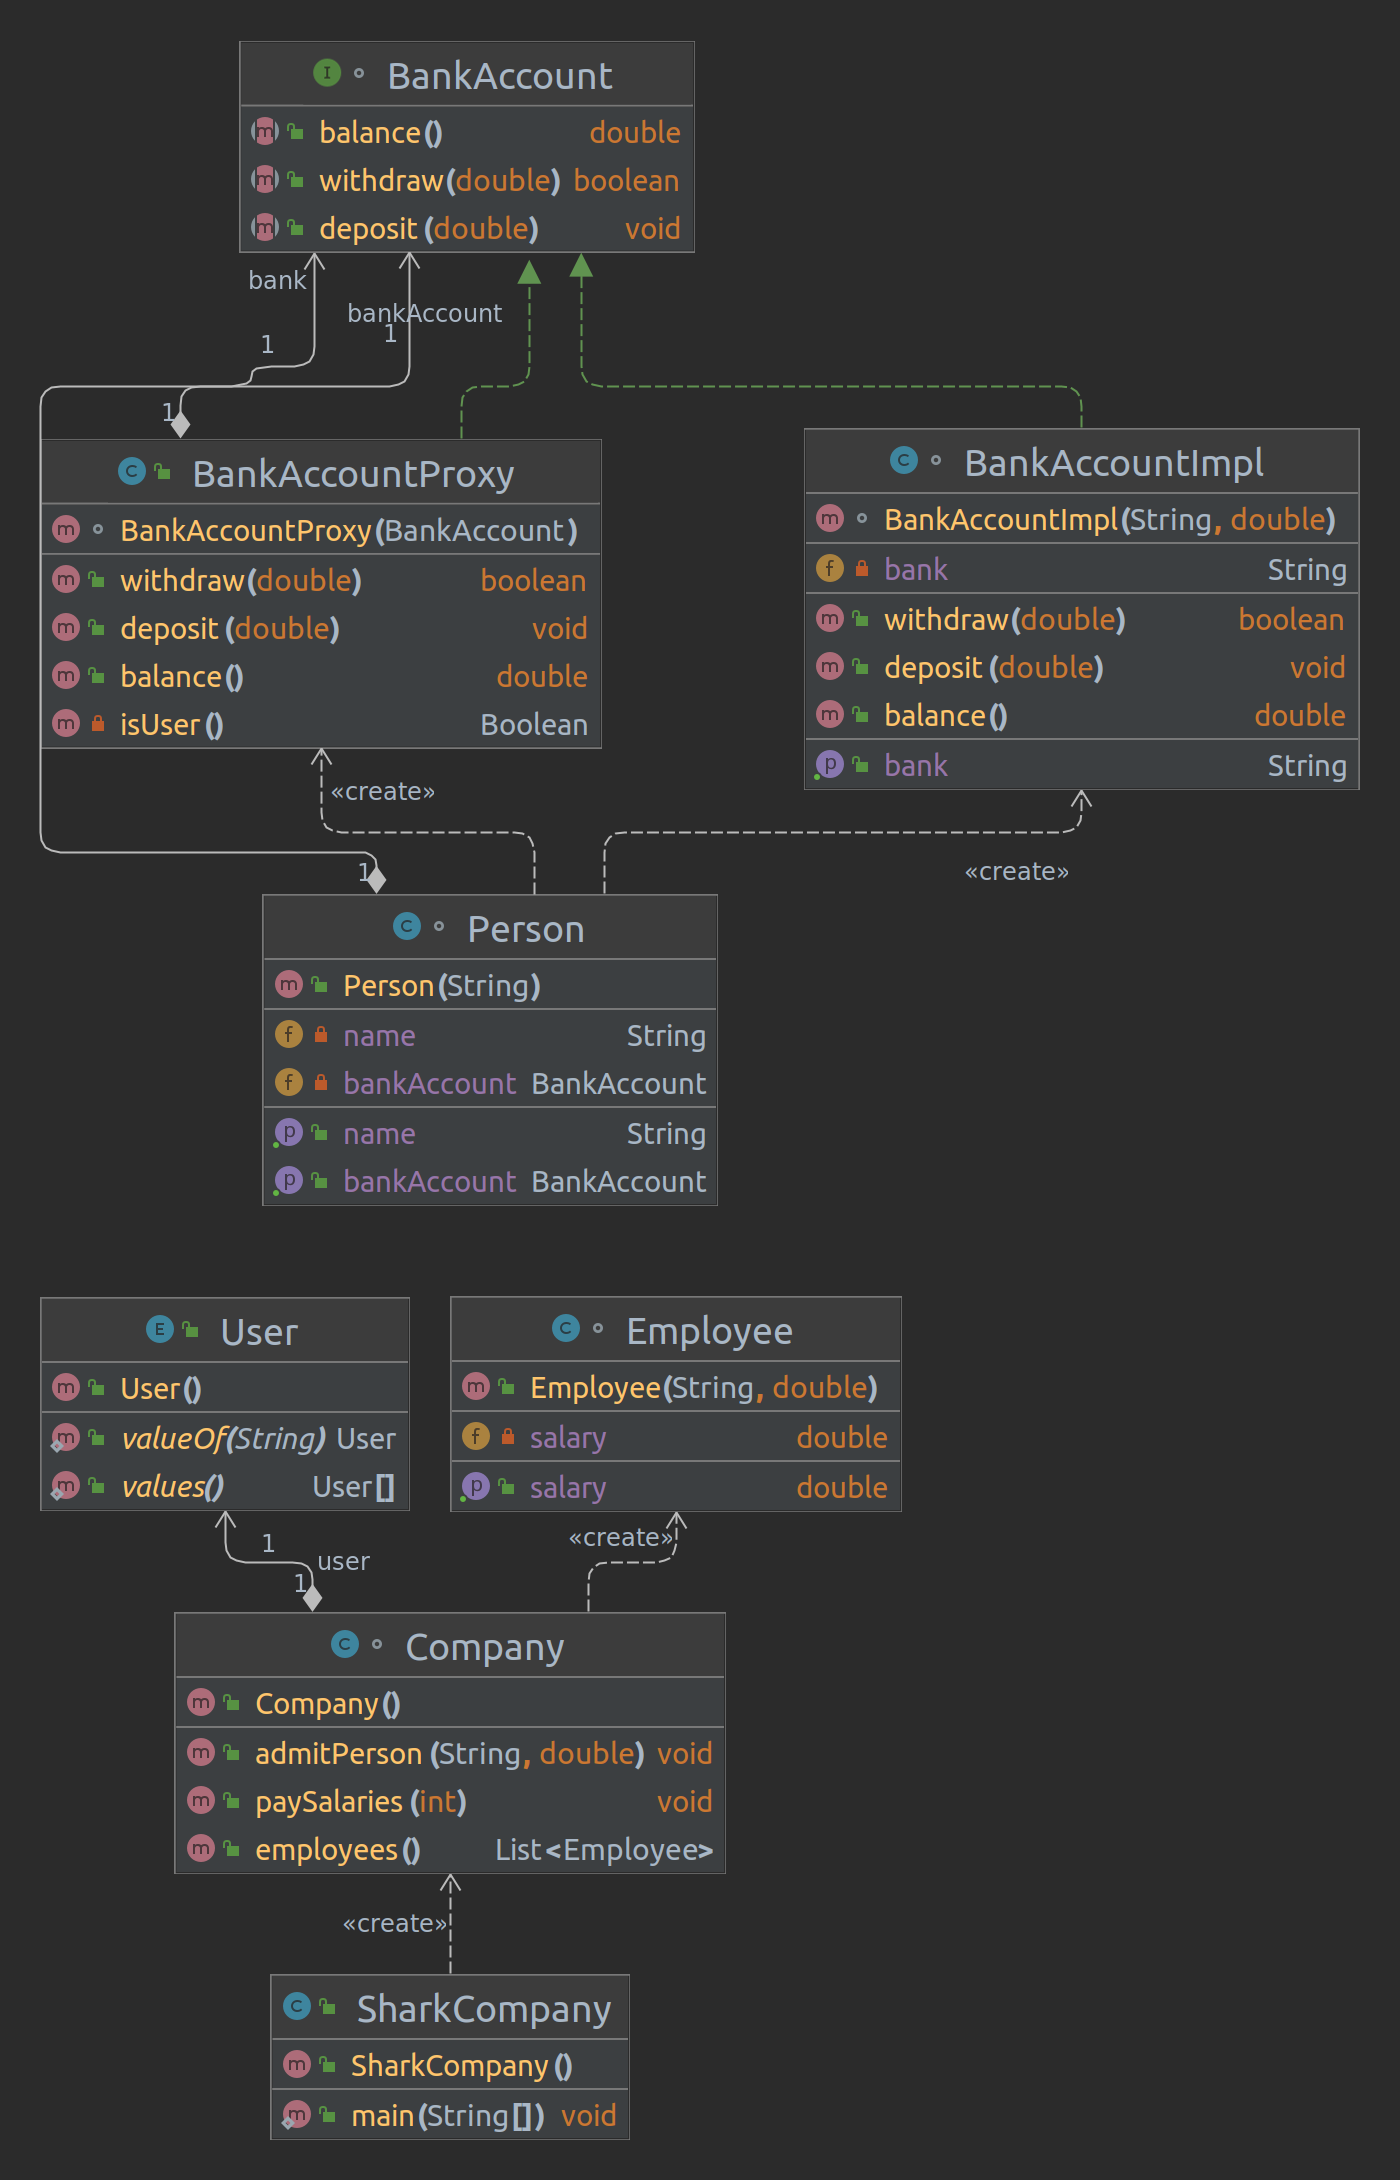 BankAccount
balance() double
withdraw(double) boolean
deposit(double) void
bank
bankAccount
1
1
1
BankAccountProxy
BankAccountProxy(BankAccount)
withdraw(double) boolean
deposit(double) void
balance() double
isUser() Boolean
BankAccountImpl
BankAccountImpl(String, double)
bank String
withdraw(double) boolean
deposit(double) void
balance() double
bank String
«create»
«create»
1
Person
Person(String)
name String
bankAccount BankAccount
name String
bankAccount BankAccount
User
User()
valueOf(String) User
values() User[]
Employee
Employee(String, double)
salary double
salary double
«create»
1
user
1
Company
Company()
admitPerson(String, double) void
paySalaries(int) void
employees() List<Employee>
«create»
SharkCompany
SharkCompany()
main(String[]) void